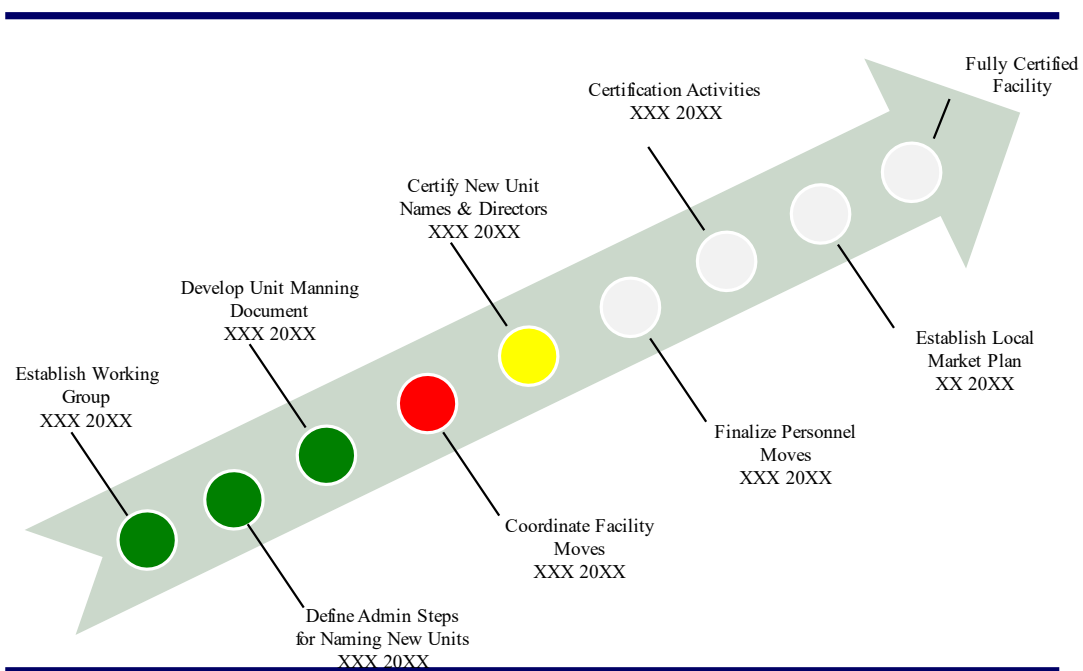 Fully Certified
Facility
Certification Activities
XXX 20XX
Certify New Unit
Names & Directors
XXX 20XX
Develop Unit Manning
Document
XXX 20XX
Establish Working
Group
XXX 20XX
Establish Local
Market Plan
XX 20XX
Finalize Personnel
Moves
XXX 20XX
Coordinate Facility
Moves
XXX 20XX
Define Admin Steps
for Naming New Units
XXX 20XX